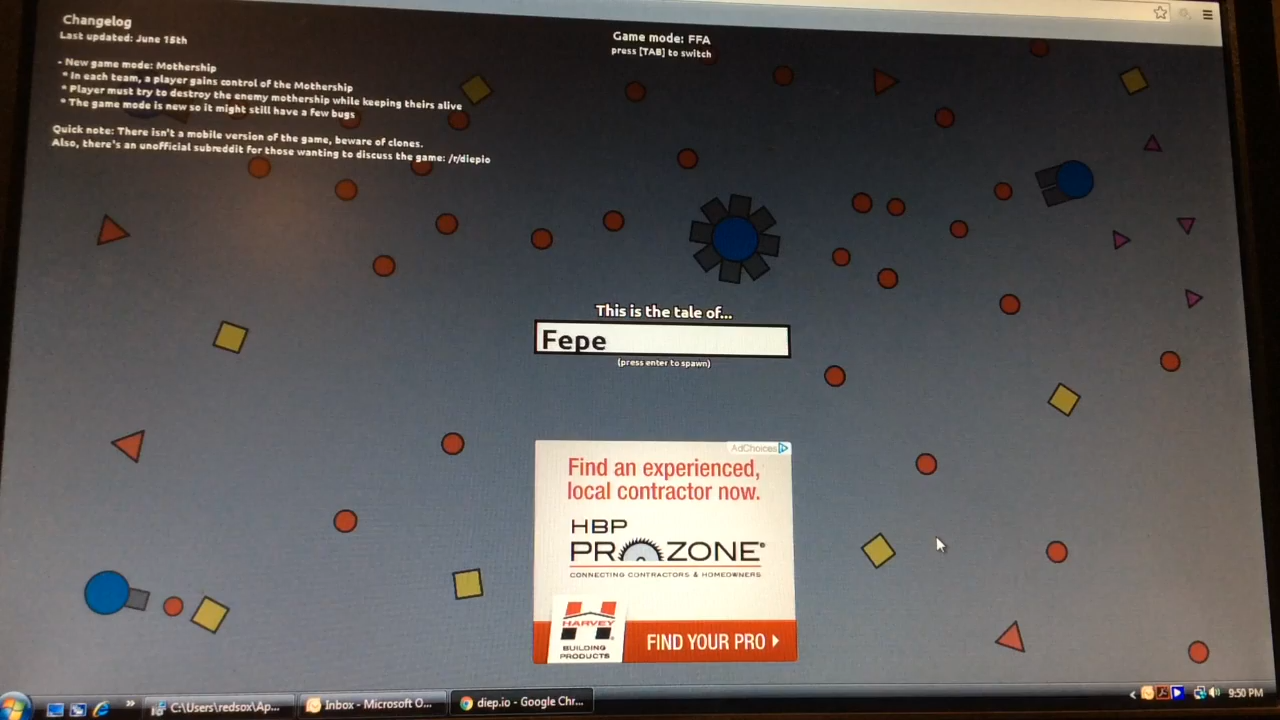 Changelog
Last updated: June 15th
- New game mode: Mothership
* In each team, a player gains control of the Mothership
* Player must try to destroy the enemy mothership while keeping theirs alive
* The game mode is new so it might still have a few bugs
Quick note: There isn't a mobile version of the game, beware of clones.
Also, there's an unofficial subreddit for those wanting to discuss the game: /r/diepio
Game mode: FFA
press [TAB] to switch
This is the tale of...
Fepe
(press enter to spawn)
AdChoices
Find an experienced,
local contractor now.
HBP
PROZONE®
CONNECTING CONTRACTORS & HOMEOWNERS
HARVEY
BUILDING
PRODUCTS
FIND YOUR PRO
C:\Users\redsox\Ap...
Inbox - Microsoft O...
diep.io - Google Chr...
9:50 PM